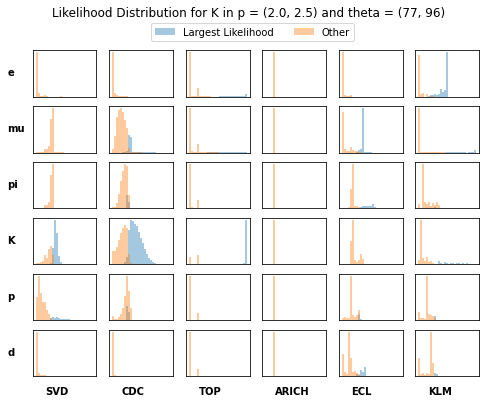 Likelihood Distribution for K in p = (2.0, 2.5) and theta = (77, 96)
Largest Likelihood Other
e
mu
pi
K
p
d
SVD CDC TOP ARICH ECL KLM